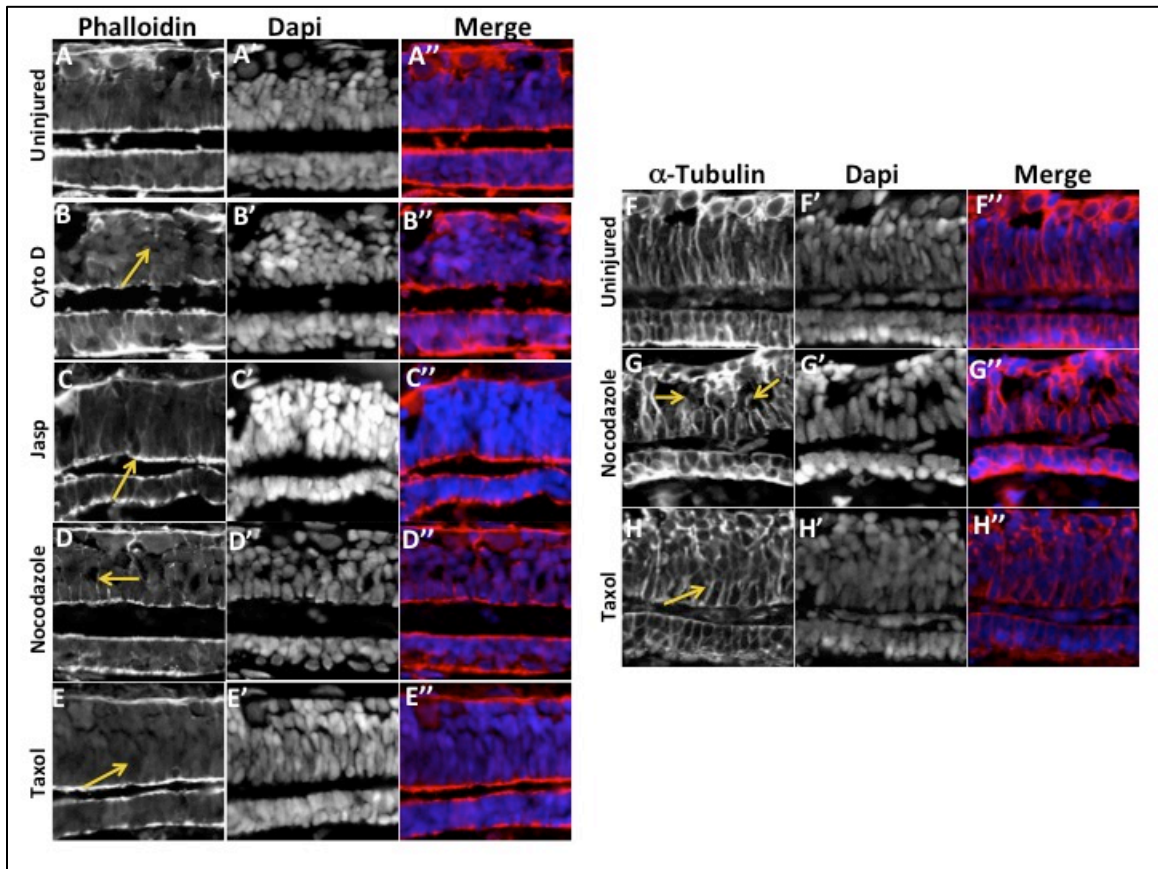 Phalloidin Dapi Merge
Uninjured A A' A''
Cyto D B B' B''
Jasp C C' C''
Nocodazole D D' D''
Taxol E E' E''
α-Tubulin Dapi Merge
Uninjured F F' F''
Nocodazole G G' G''
Taxol H H' H''